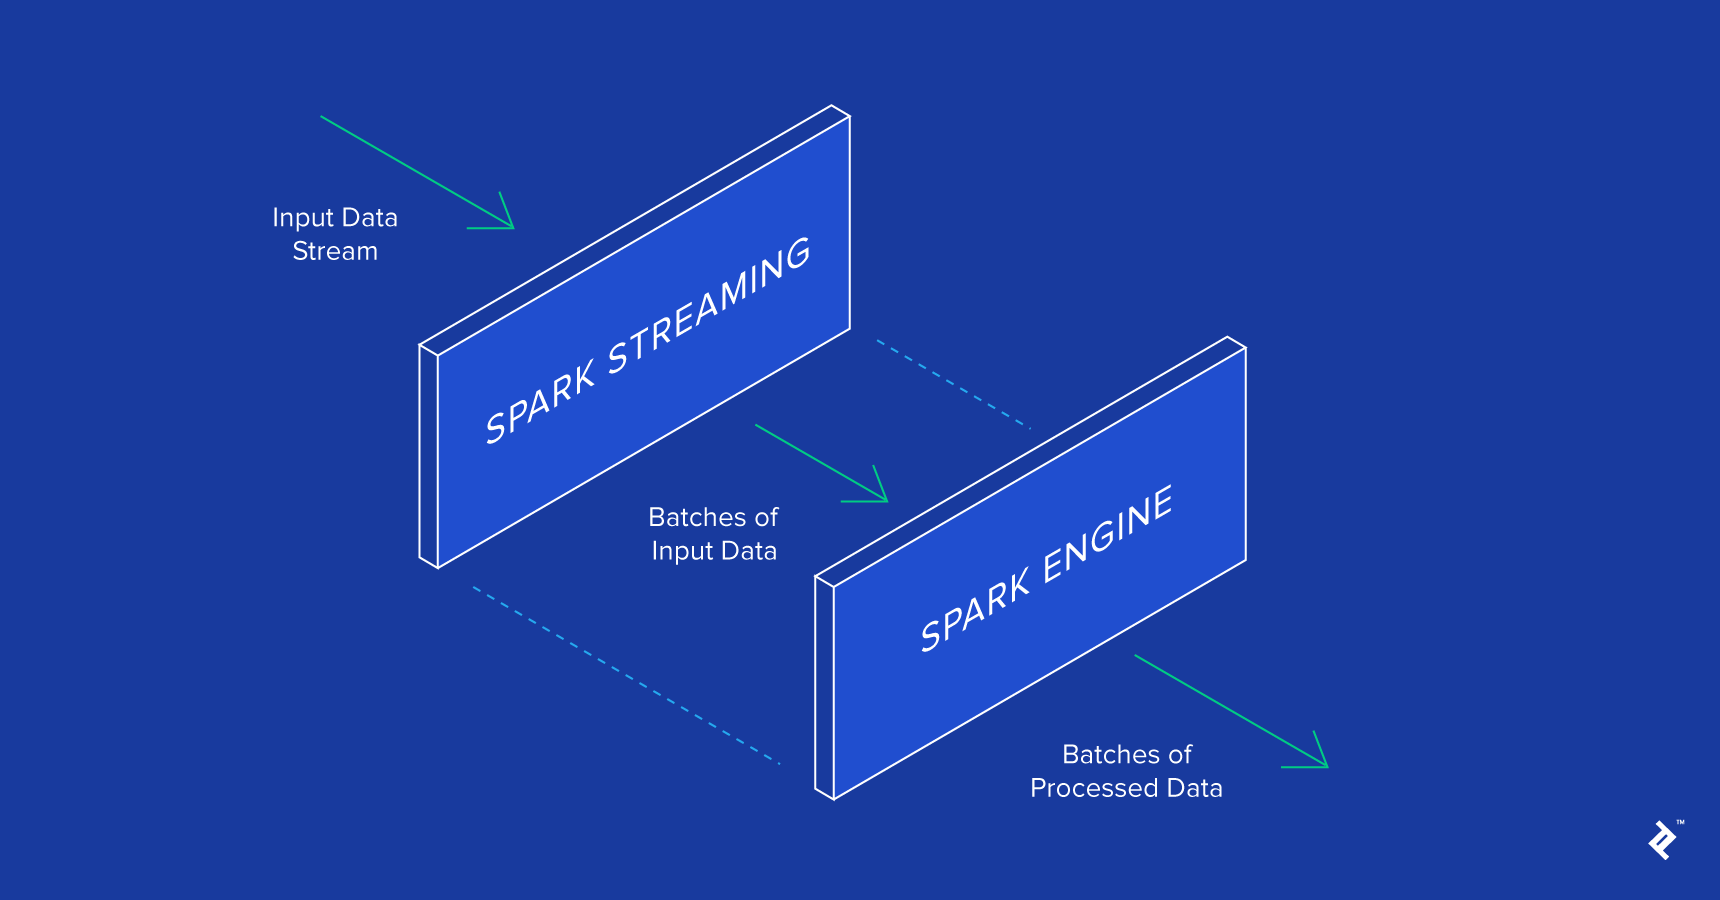 Input Data
Stream
SPARK STREAMING
Batches of
Input Data
SPARK ENGINE
Batches of
Processed Data
™